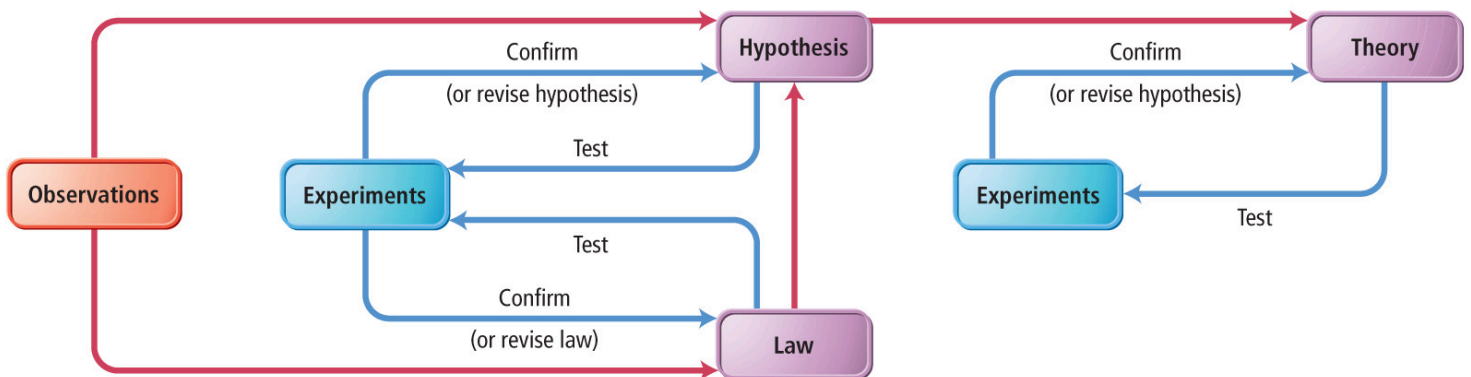 Hypothesis
Theory
Confirm
(or revise hypothesis)
Confirm
(or revise hypothesis)
Test
Observations
Experiments
Experiments
Test
Test
Confirm
(or revise law)
Law